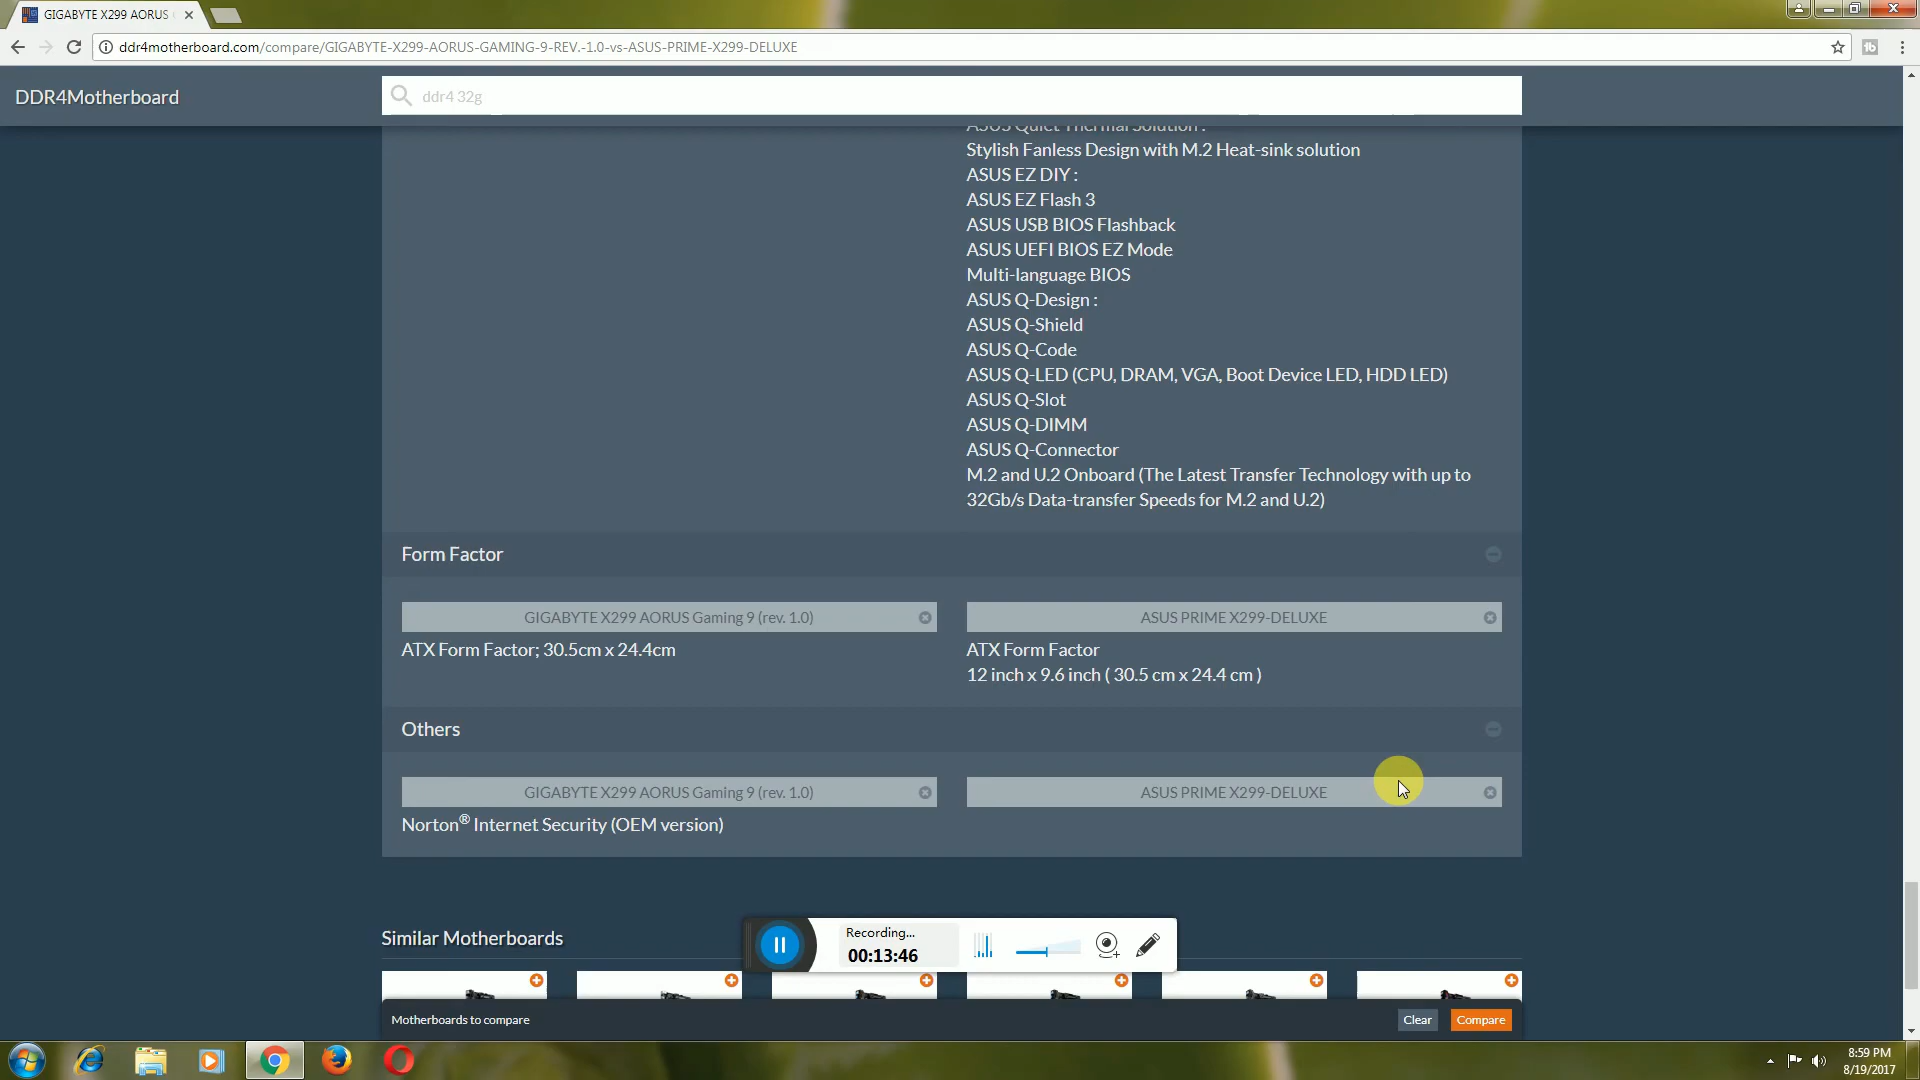 GIGABYTE X299 AORUS
ddr4motherboard.com/compare/GIGABYTE-X299-AORUS-GAMING-9-REV.-1.0-vs-ASUS-PRIME-X299-DELUXE
DDR4Motherboard
ddr4 32g
ASUS Quiet Thermal Solution :
Stylish Fanless Design with M.2 Heat-sink solution
ASUS EZ DIY :
ASUS EZ Flash 3
ASUS USB BIOS Flashback
ASUS UEFI BIOS EZ Mode
Multi-language BIOS
ASUS Q-Design :
ASUS Q-Shield
ASUS Q-Code
ASUS Q-LED (CPU, DRAM, VGA, Boot Device LED, HDD LED)
ASUS Q-Slot
ASUS Q-DIMM
ASUS Q-Connector
M.2 and U.2 Onboard (The Latest Transfer Technology with up to
32Gb/s Data-transfer Speeds for M.2 and U.2)
Form Factor
GIGABYTE X299 AORUS Gaming 9 (rev. 1.0)
ATX Form Factor; 30.5cm x 24.4cm
ASUS PRIME X299-DELUXE
ATX Form Factor
12 inch x 9.6 inch ( 30.5 cm x 24.4 cm )
Others
GIGABYTE X299 AORUS Gaming 9 (rev. 1.0)
Norton® Internet Security (OEM version)
ASUS PRIME X299-DELUXE
Similar Motherboards
Recording...
00:13:46
Motherboards to compare
Clear
Compare
8:59 PM
8/19/2017